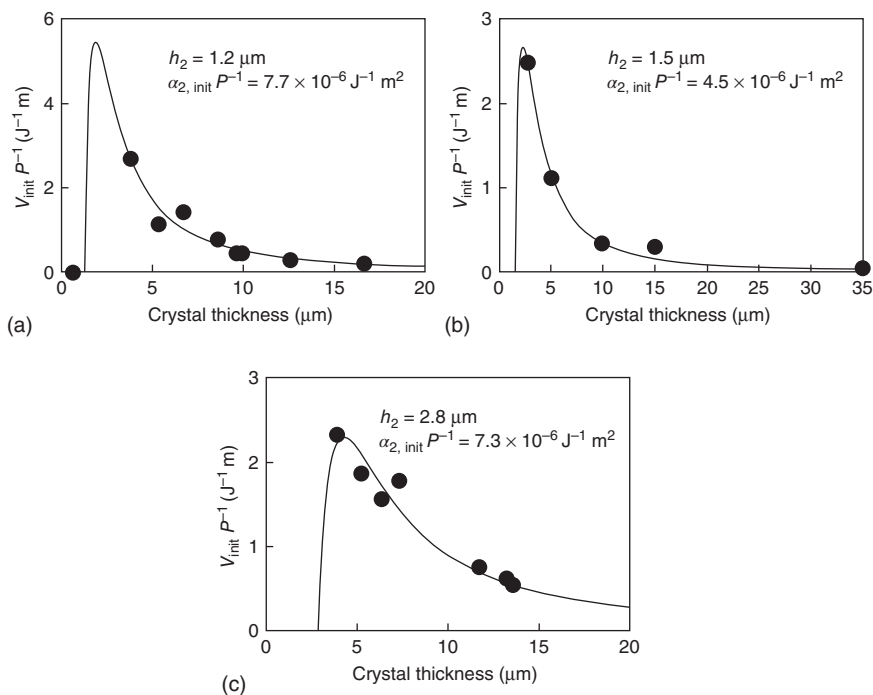 6
4
2
0
V_init P⁻¹ (J⁻¹ m)
h₂ = 1.2 μm
α₂, init P⁻¹ = 7.7 × 10⁻⁶ J⁻¹ m²
0 5 10 15 20
Crystal thickness (μm)
(a)
3
2
1
0
V_init P⁻¹ (J⁻¹ m)
h₂ = 1.5 μm
α₂, init P⁻¹ = 4.5 × 10⁻⁶ J⁻¹ m²
0 5 10 15 20 25 30 35
Crystal thickness (μm)
(b)
3
2
1
0
V_init P⁻¹ (J⁻¹ m)
h₂ = 2.8 μm
α₂, init P⁻¹ = 7.3 × 10⁻⁶ J⁻¹ m²
0 5 10 15 20
Crystal thickness (μm)
(c)